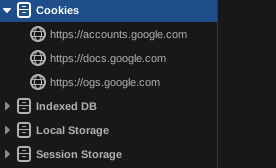 Cookies
https://accounts.google.com
https://docs.google.com
https://ogs.google.com
Indexed DB
Local Storage
Session Storage